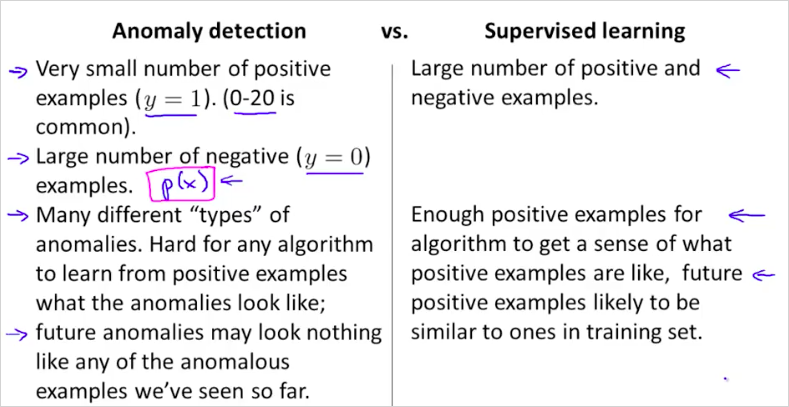 Anomaly detection vs. Supervised learning
Very small number of positive
examples (y = 1). (0-20 is
common).
Large number of negative (y = 0)
examples. p(x)
Many different “types” of
anomalies. Hard for any algorithm
to learn from positive examples
what the anomalies look like;
future anomalies may look nothing
like any of the anomalous
examples we’ve seen so far.
Large number of positive and
negative examples.
Enough positive examples for
algorithm to get a sense of what
positive examples are like, future
positive examples likely to be
similar to ones in training set.